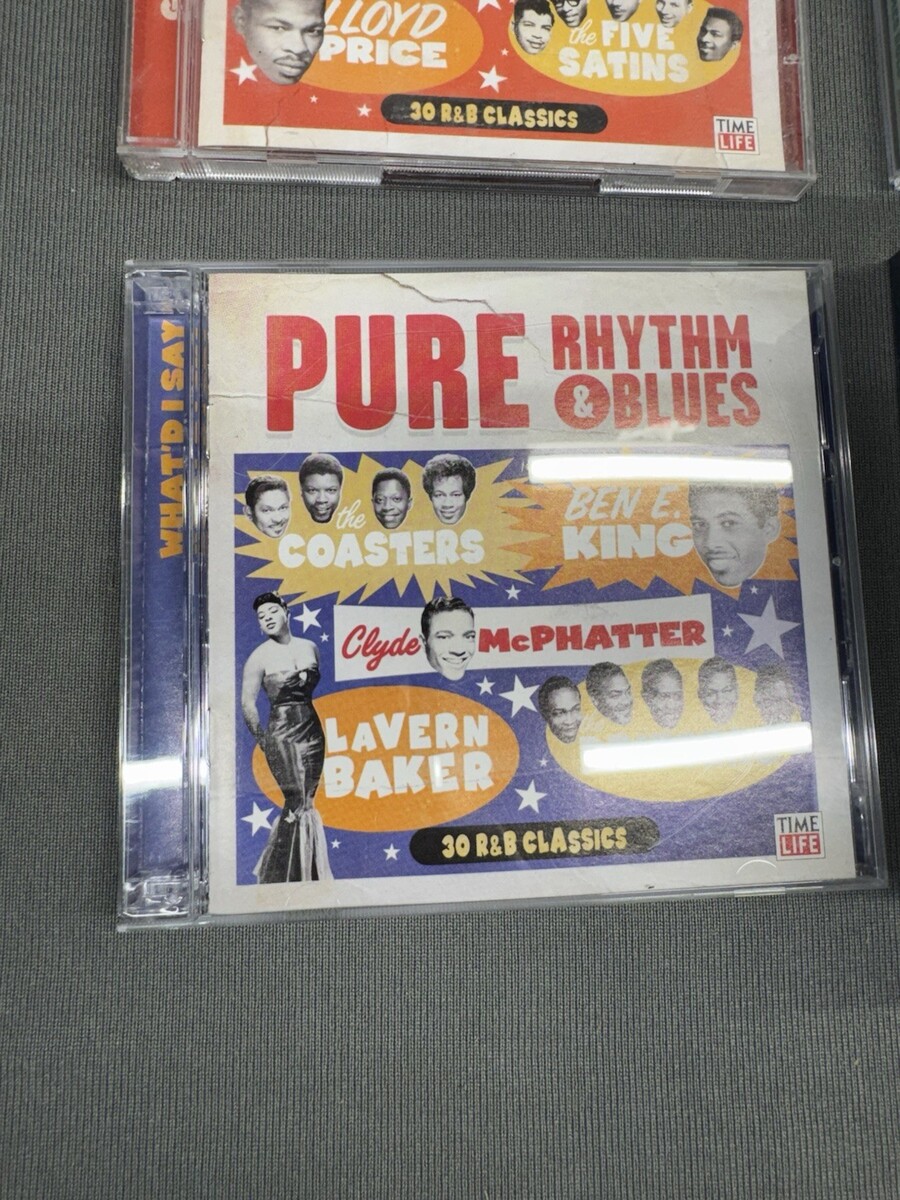 LLOYD
PRICE
the FIVE
SATINS
30 R&B CLASSICS
TIME
LIFE
WHAT'D I SAY
PURE RHYTHM
& BLUES
the
COASTERS
BEN E.
KING
Clyde McPHATTER
LAVERN
BAKER
30 R&B CLASSICS
TIME
LIFE